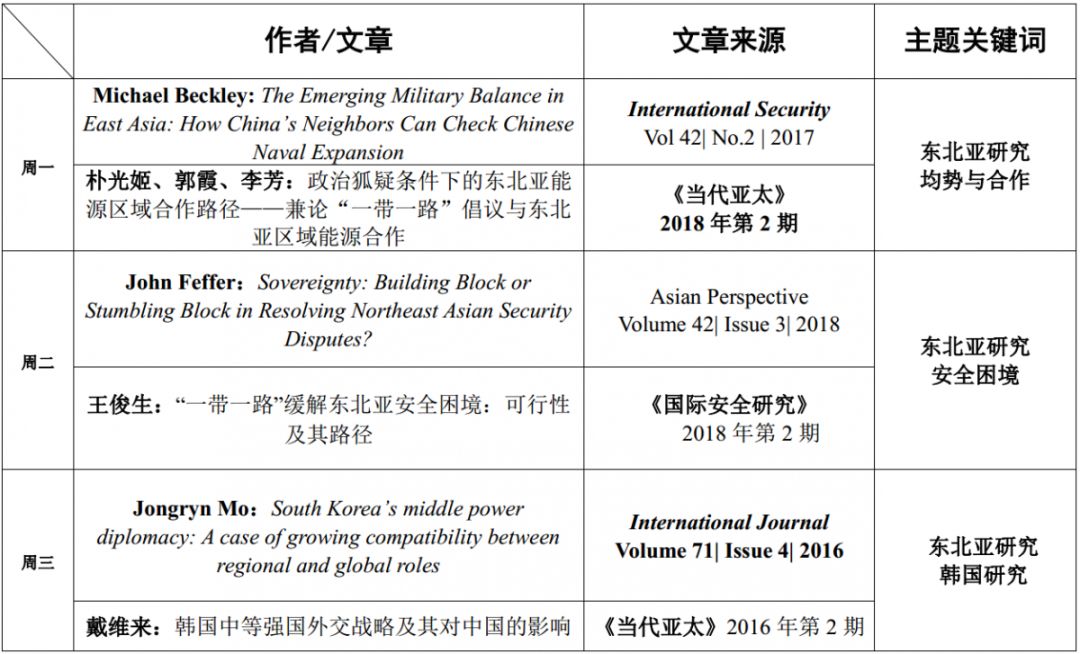 作者/文章
文章来源
主题关键词
周一
Michael Beckley: The Emerging Military Balance in
East Asia: How China’s Neighbors Can Check Chinese
Naval Expansion
International Security
Vol 42| No.2 | 2017
东北亚研究
均势与合作
朴光姬、郭霞、李芳：政治狐疑条件下的东北亚能
源区域合作路径——兼论“一带一路”倡议与东北
亚区域能源合作
《当代亚太》
2018 年第 2 期
周二
John Feffer：Sovereignty: Building Block or
Stumbling Block in Resolving Northeast Asian Security
Disputes?
Asian Perspective
Volume 42| Issue 3| 2018
东北亚研究
安全困境
王俊生：“一带一路”缓解东北亚安全困境：可行性
及其路径
《国际安全研究》
2018 年第 2 期
周三
Jongryn Mo：South Korea’s middle power
diplomacy: A case of growing compatibility between
regional and global roles
International Journal
Volume 71| Issue 4| 2016
东北亚研究
韩国研究
戴维来：韩国中等强国外交战略及其对中国的影响
《当代亚太》2016 年第 2 期